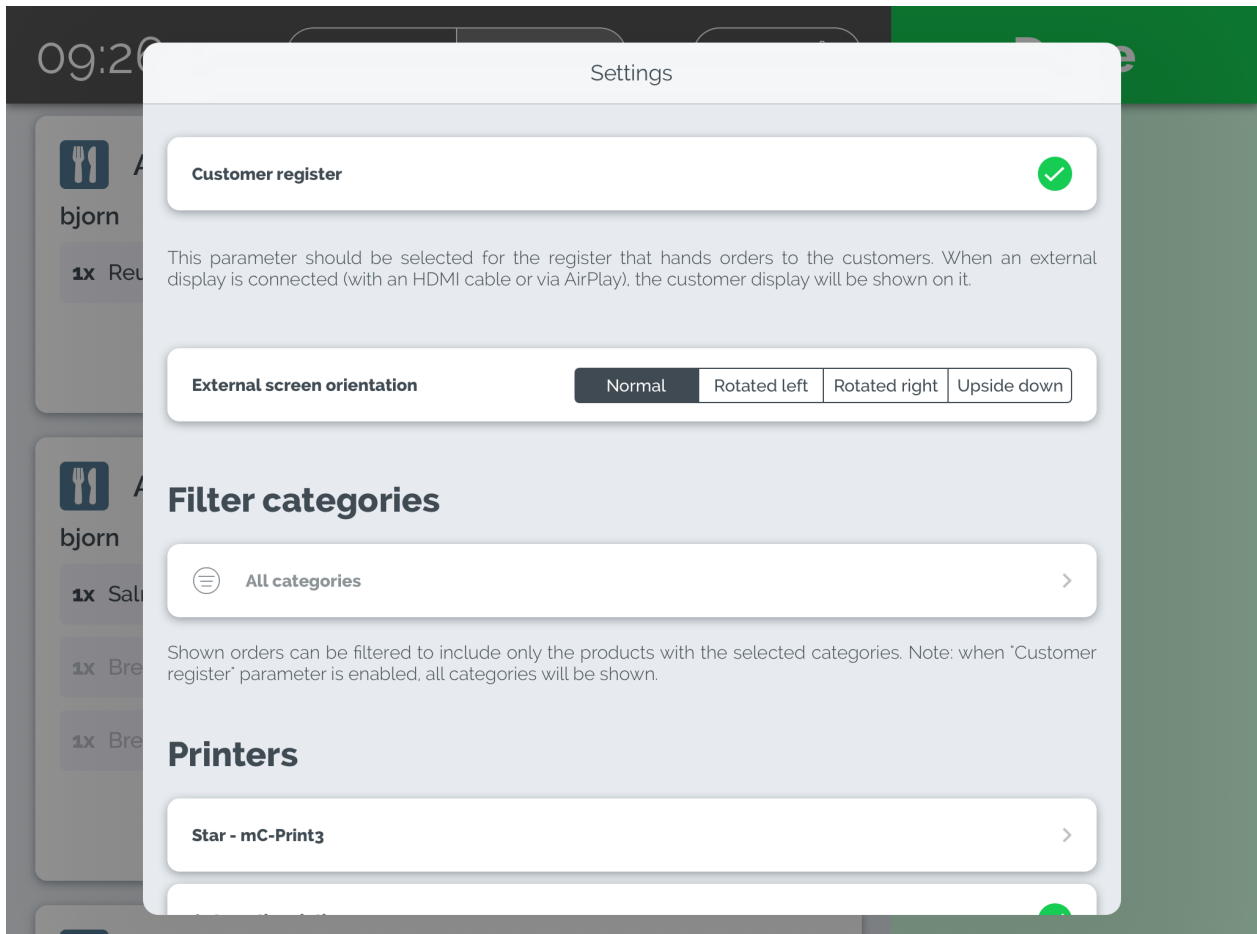 09:26
Settings
Customer register
This parameter should be selected for the register that hands orders to the customers. When an external
display is connected (with an HDMI cable or via AirPlay), the customer display will be shown on it.
External screen orientation
Normal Rotated left Rotated right Upside down
Filter categories
All categories
Shown orders can be filtered to include only the products with the selected categories. Note: when "Customer
register" parameter is enabled, all categories will be shown.
Printers
Star - mC-Print3
bjorn
1x
bjorn
1x
1x
1x